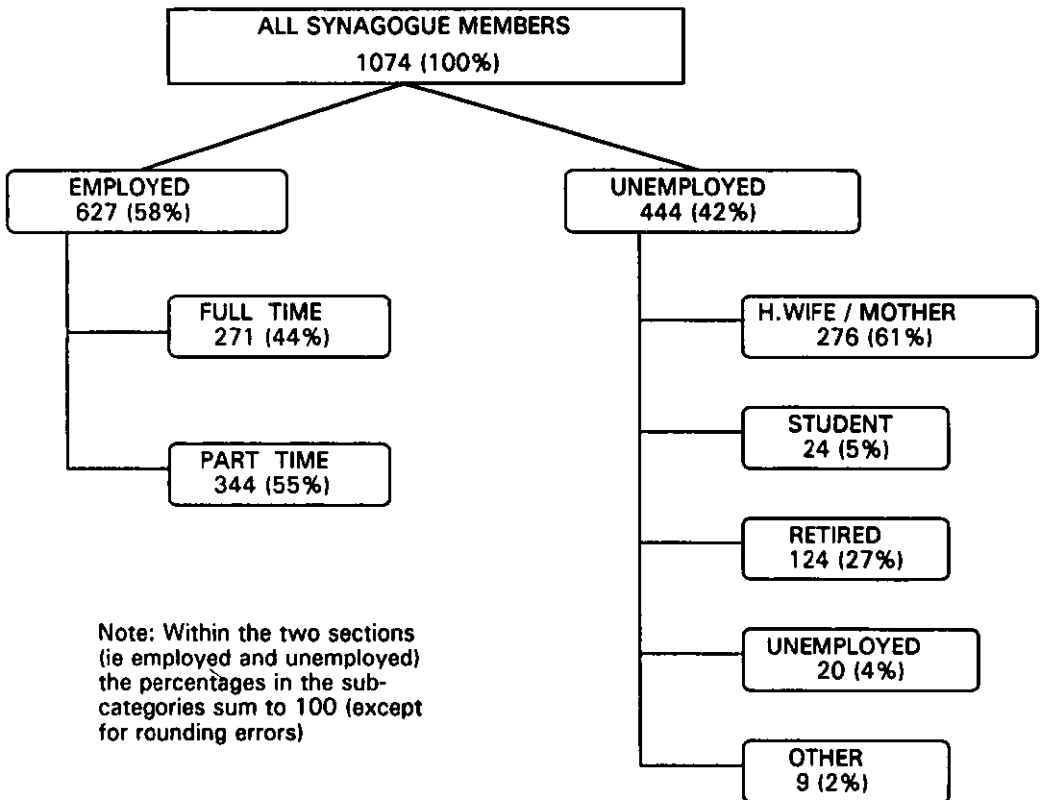 ALL SYNAGOGUE MEMBERS
1074 (100%)
EMPLOYED
627 (58%)
UNEMPLOYED
444 (42%)
FULL TIME
271 (44%)
PART TIME
344 (55%)
H.WIFE / MOTHER
276 (61%)
STUDENT
24 (5%)
RETIRED
124 (27%)
UNEMPLOYED
20 (4%)
OTHER
9 (2%)
Note: Within the two sections
(ie employed and unemployed)
the percentages in the sub-
categories sum to 100 (except
for rounding errors)